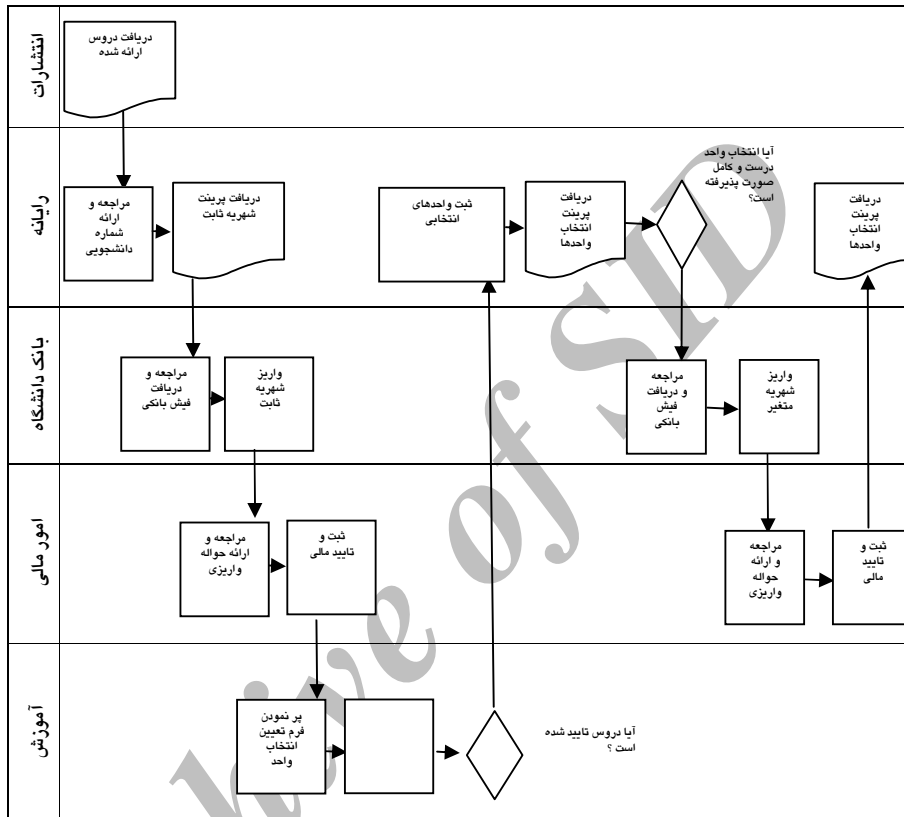 انتشارات
دریافت دروس
ارائه شده
رایانه
مراجعه و
ارائه
شماره
دانشجویی
دریافت پرینت
شهریه ثابت
ثبت واحدهای
انتخابی
دریافت
پرینت
انتخاب
واحدها
آیا انتخاب واحد
درست و کامل
صورت پذیرفته
است؟
دریافت
پرینت
انتخاب
واحدها
بانک دانشگاه
مراجعه و
دریافت
فیش بانکی
واریز
شهریه
ثابت
مراجعه
و دریافت
فیش
بانکی
واریز
شهریه
متغیر
امور مالی
مراجعه و
ارائه حواله
واریزی
ثبت و
تایید مالی
مراجعه
و ارائه
حواله
واریزی
ثبت و
تایید
مالی
آموزش
پر نمودن
فرم تعیین
انتخاب
واحد
آیا دروس تایید شده
است ؟
hive of SID